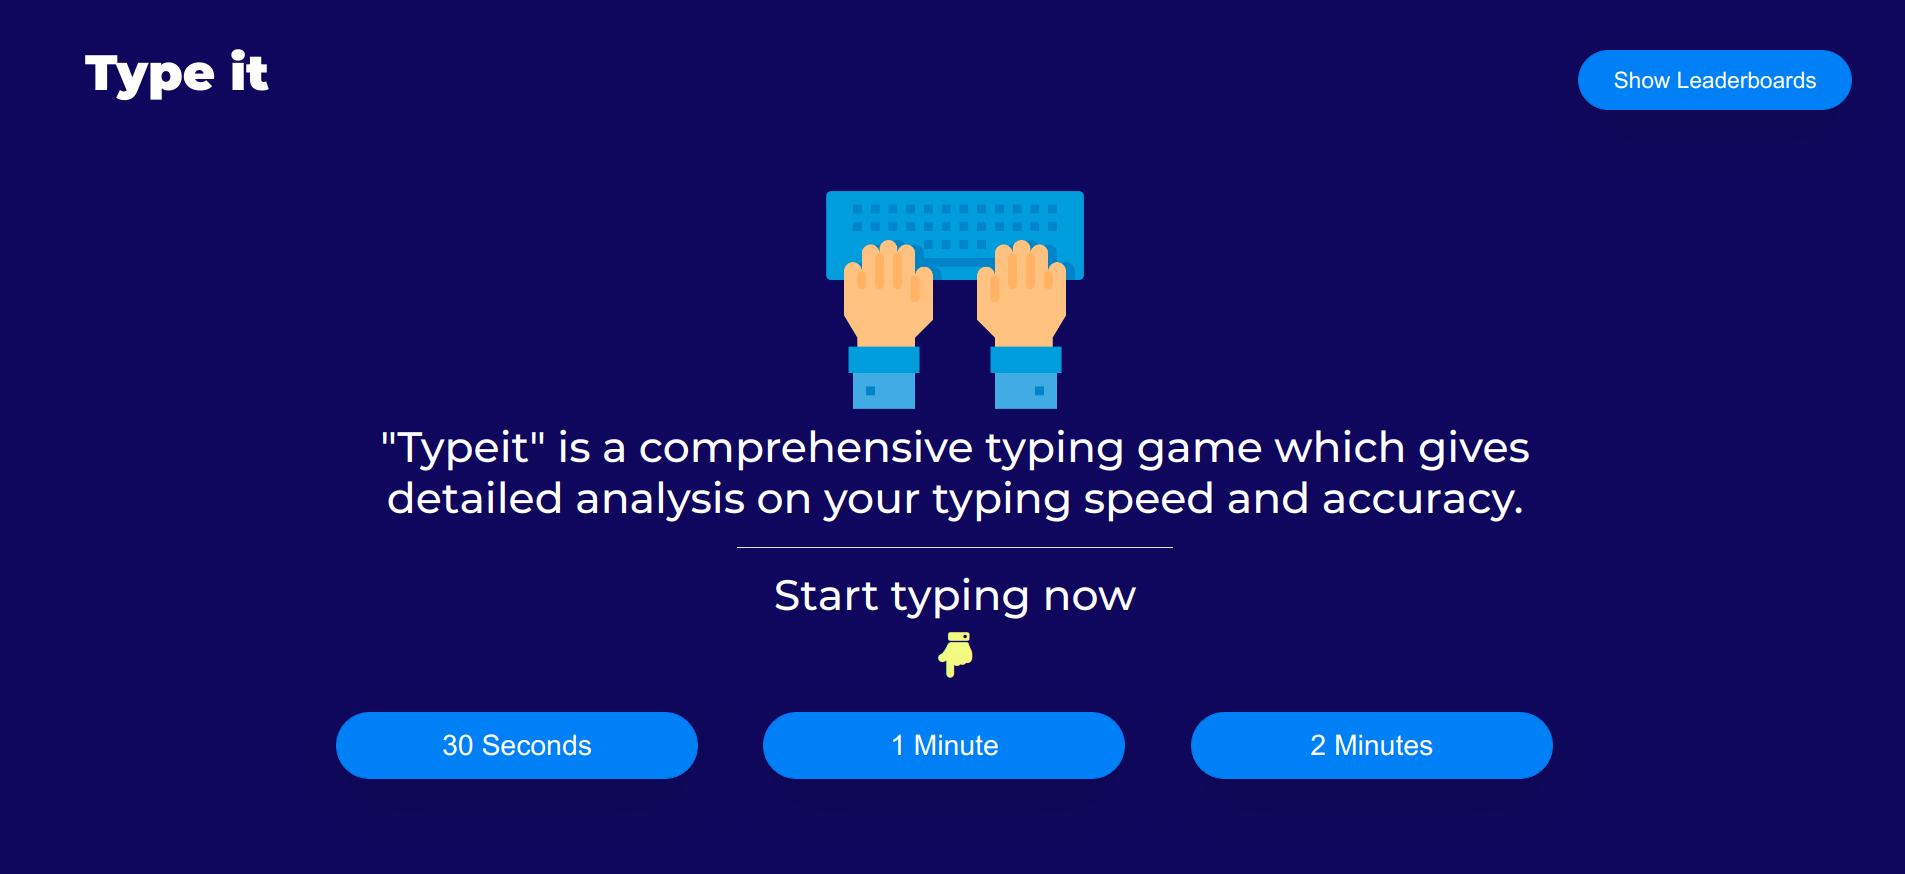 Type it
Show Leaderboards
"Typeit" is a comprehensive typing game which gives
detailed analysis on your typing speed and accuracy.
Start typing now
30 Seconds
1 Minute
2 Minutes